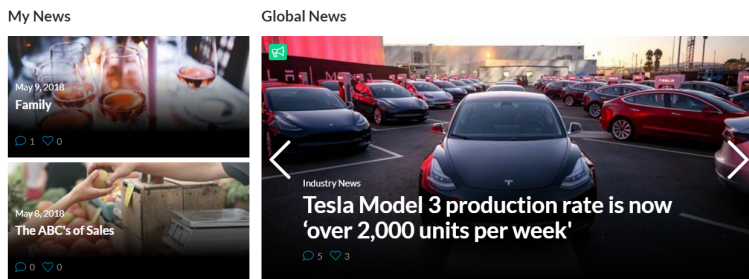 My News
Global News
May 9, 2018
Family
1 0
May 8, 2018
The ABC's of Sales
0 0
Industry News
Tesla Model 3 production rate is now
‘over 2,000 units per week'
5 3